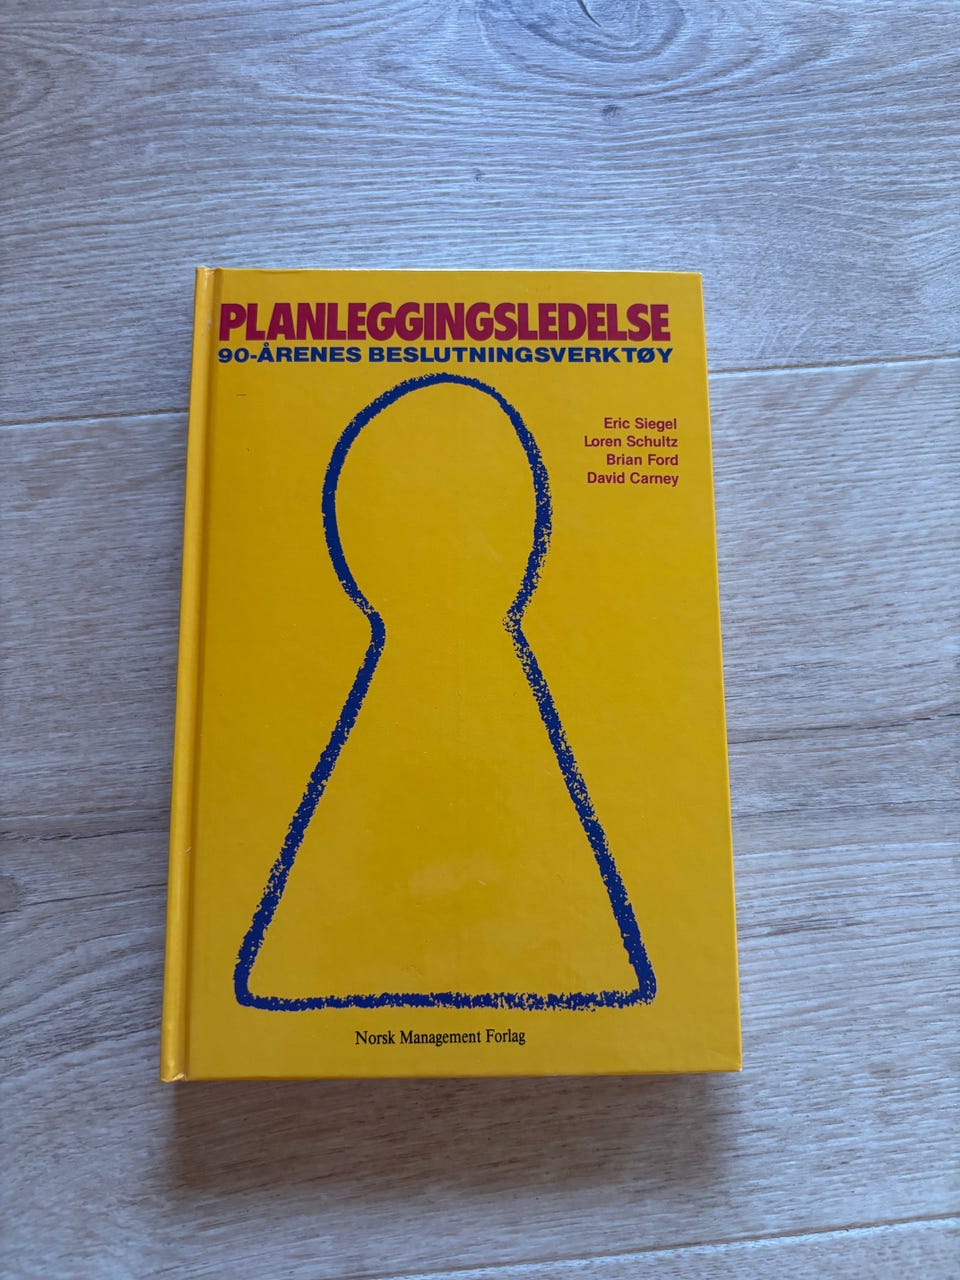 PLANLEGGINGSLEDELSE
90-ÅRENES BESLUTNINGSVERKTØY
Eric Siegel
Loren Schultz
Brian Ford
David Carney
Norsk Management Forlag